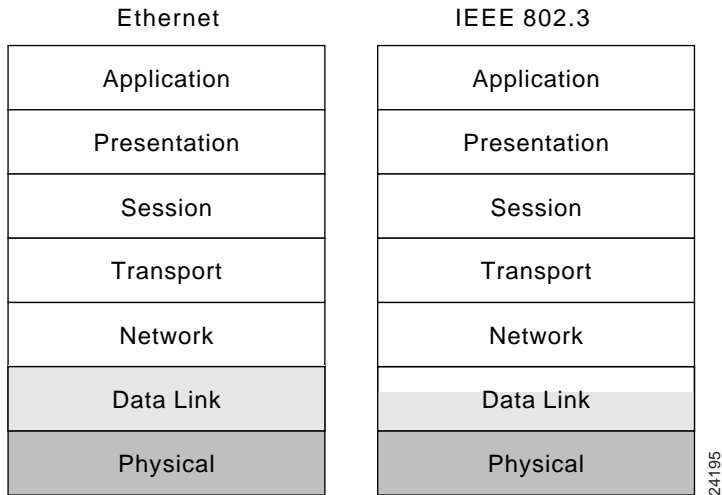 Ethernet
IEEE 802.3
Application
Application
Presentation
Presentation
Session
Session
Transport
Transport
Network
Network
Data Link
Data Link
Physical
Physical
24195